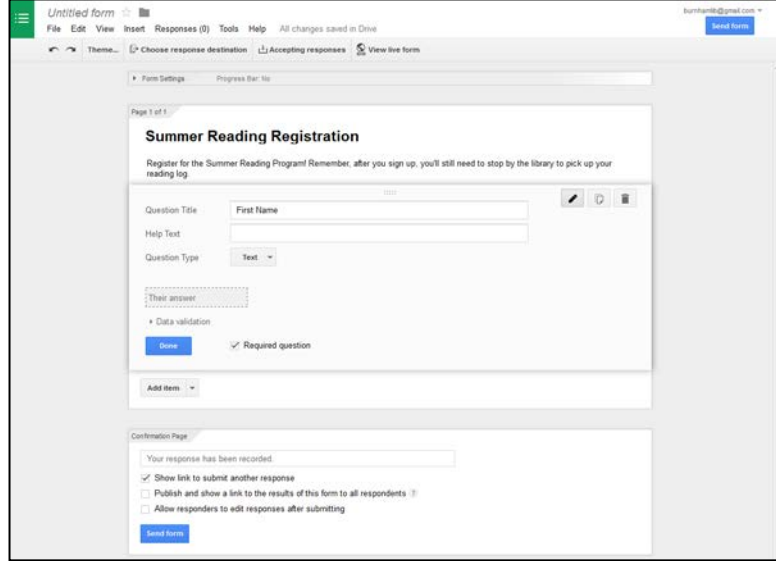 Untitled form
burnhamlib@gmail.com
File Edit View Insert Responses (0) Tools Help All changes saved in Drive
Send form
Theme... Choose response destination Accepting responses View live form
Form Settings Progress Bar: No
Page 1 of 1
Summer Reading Registration
Register for the Summer Reading Program! Remember, after you sign up, you'll still need to stop by the library to pick up your
reading log.
Question Title First Name
Help Text
Question Type Text
Their answer
Data validation
Done Required question
Add item
Confirmation Page
Your response has been recorded.
Show link to submit another response
Publish and show a link to the results of this form to all respondents ?
Allow responders to edit responses after submitting
Send form